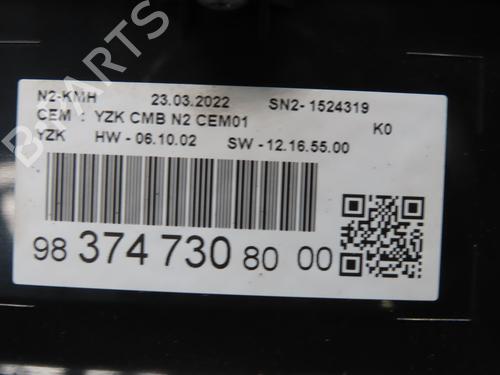 N2-KMH 23.03.2022 SN2- 1524319
CEM : YZK CMB N2 CEM01 K0
YZK HW - 06.10.02 SW - 12.16.55.00
98 374 730 80 00
B PARTS